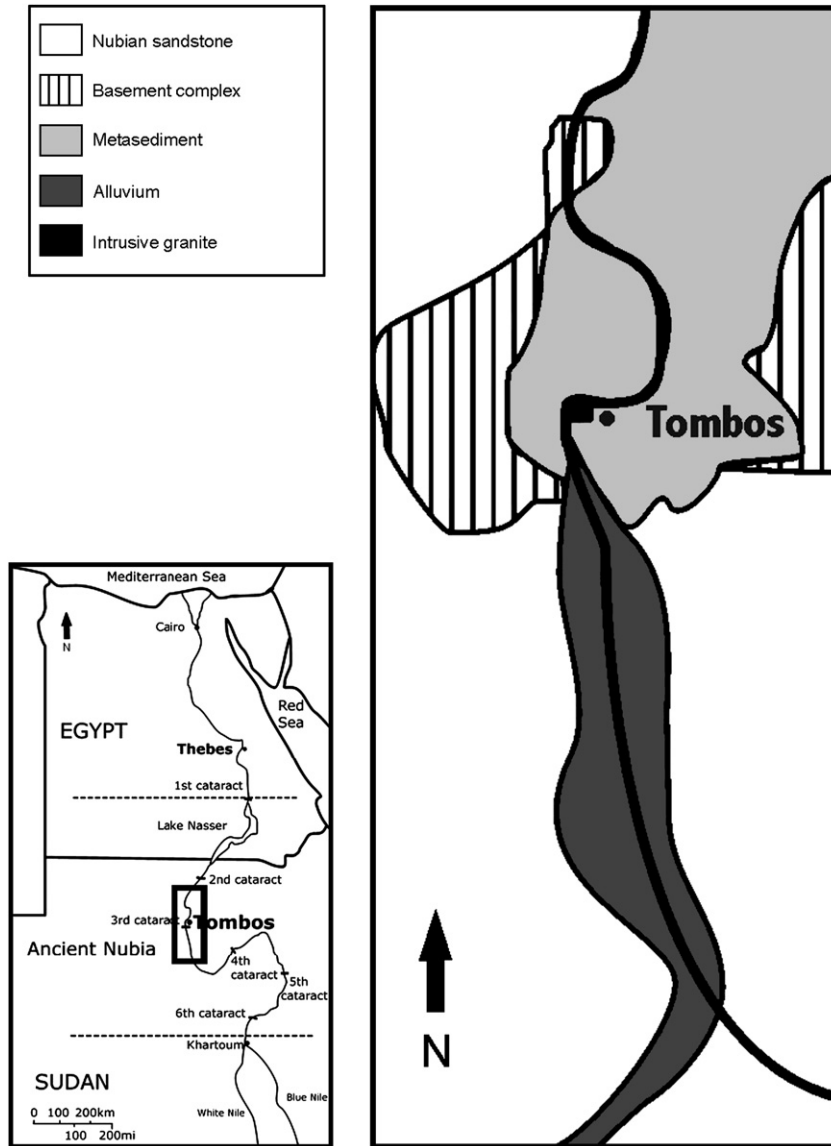 Nubian sandstone
Basement complex
Metasediment
Alluvium
Intrusive granite
Tombos
N
Mediterranean Sea
Cairo
N
Red
Sea
EGYPT
Thebes
1st cataract
Lake Nasser
2nd cataract
3rd cataract
Tombos
Ancient Nubia
4th
cataract
5th
cataract
6th cataract
Khartoum
SUDAN
Blue Nile
White Nile
0 100 200km
100 200mi